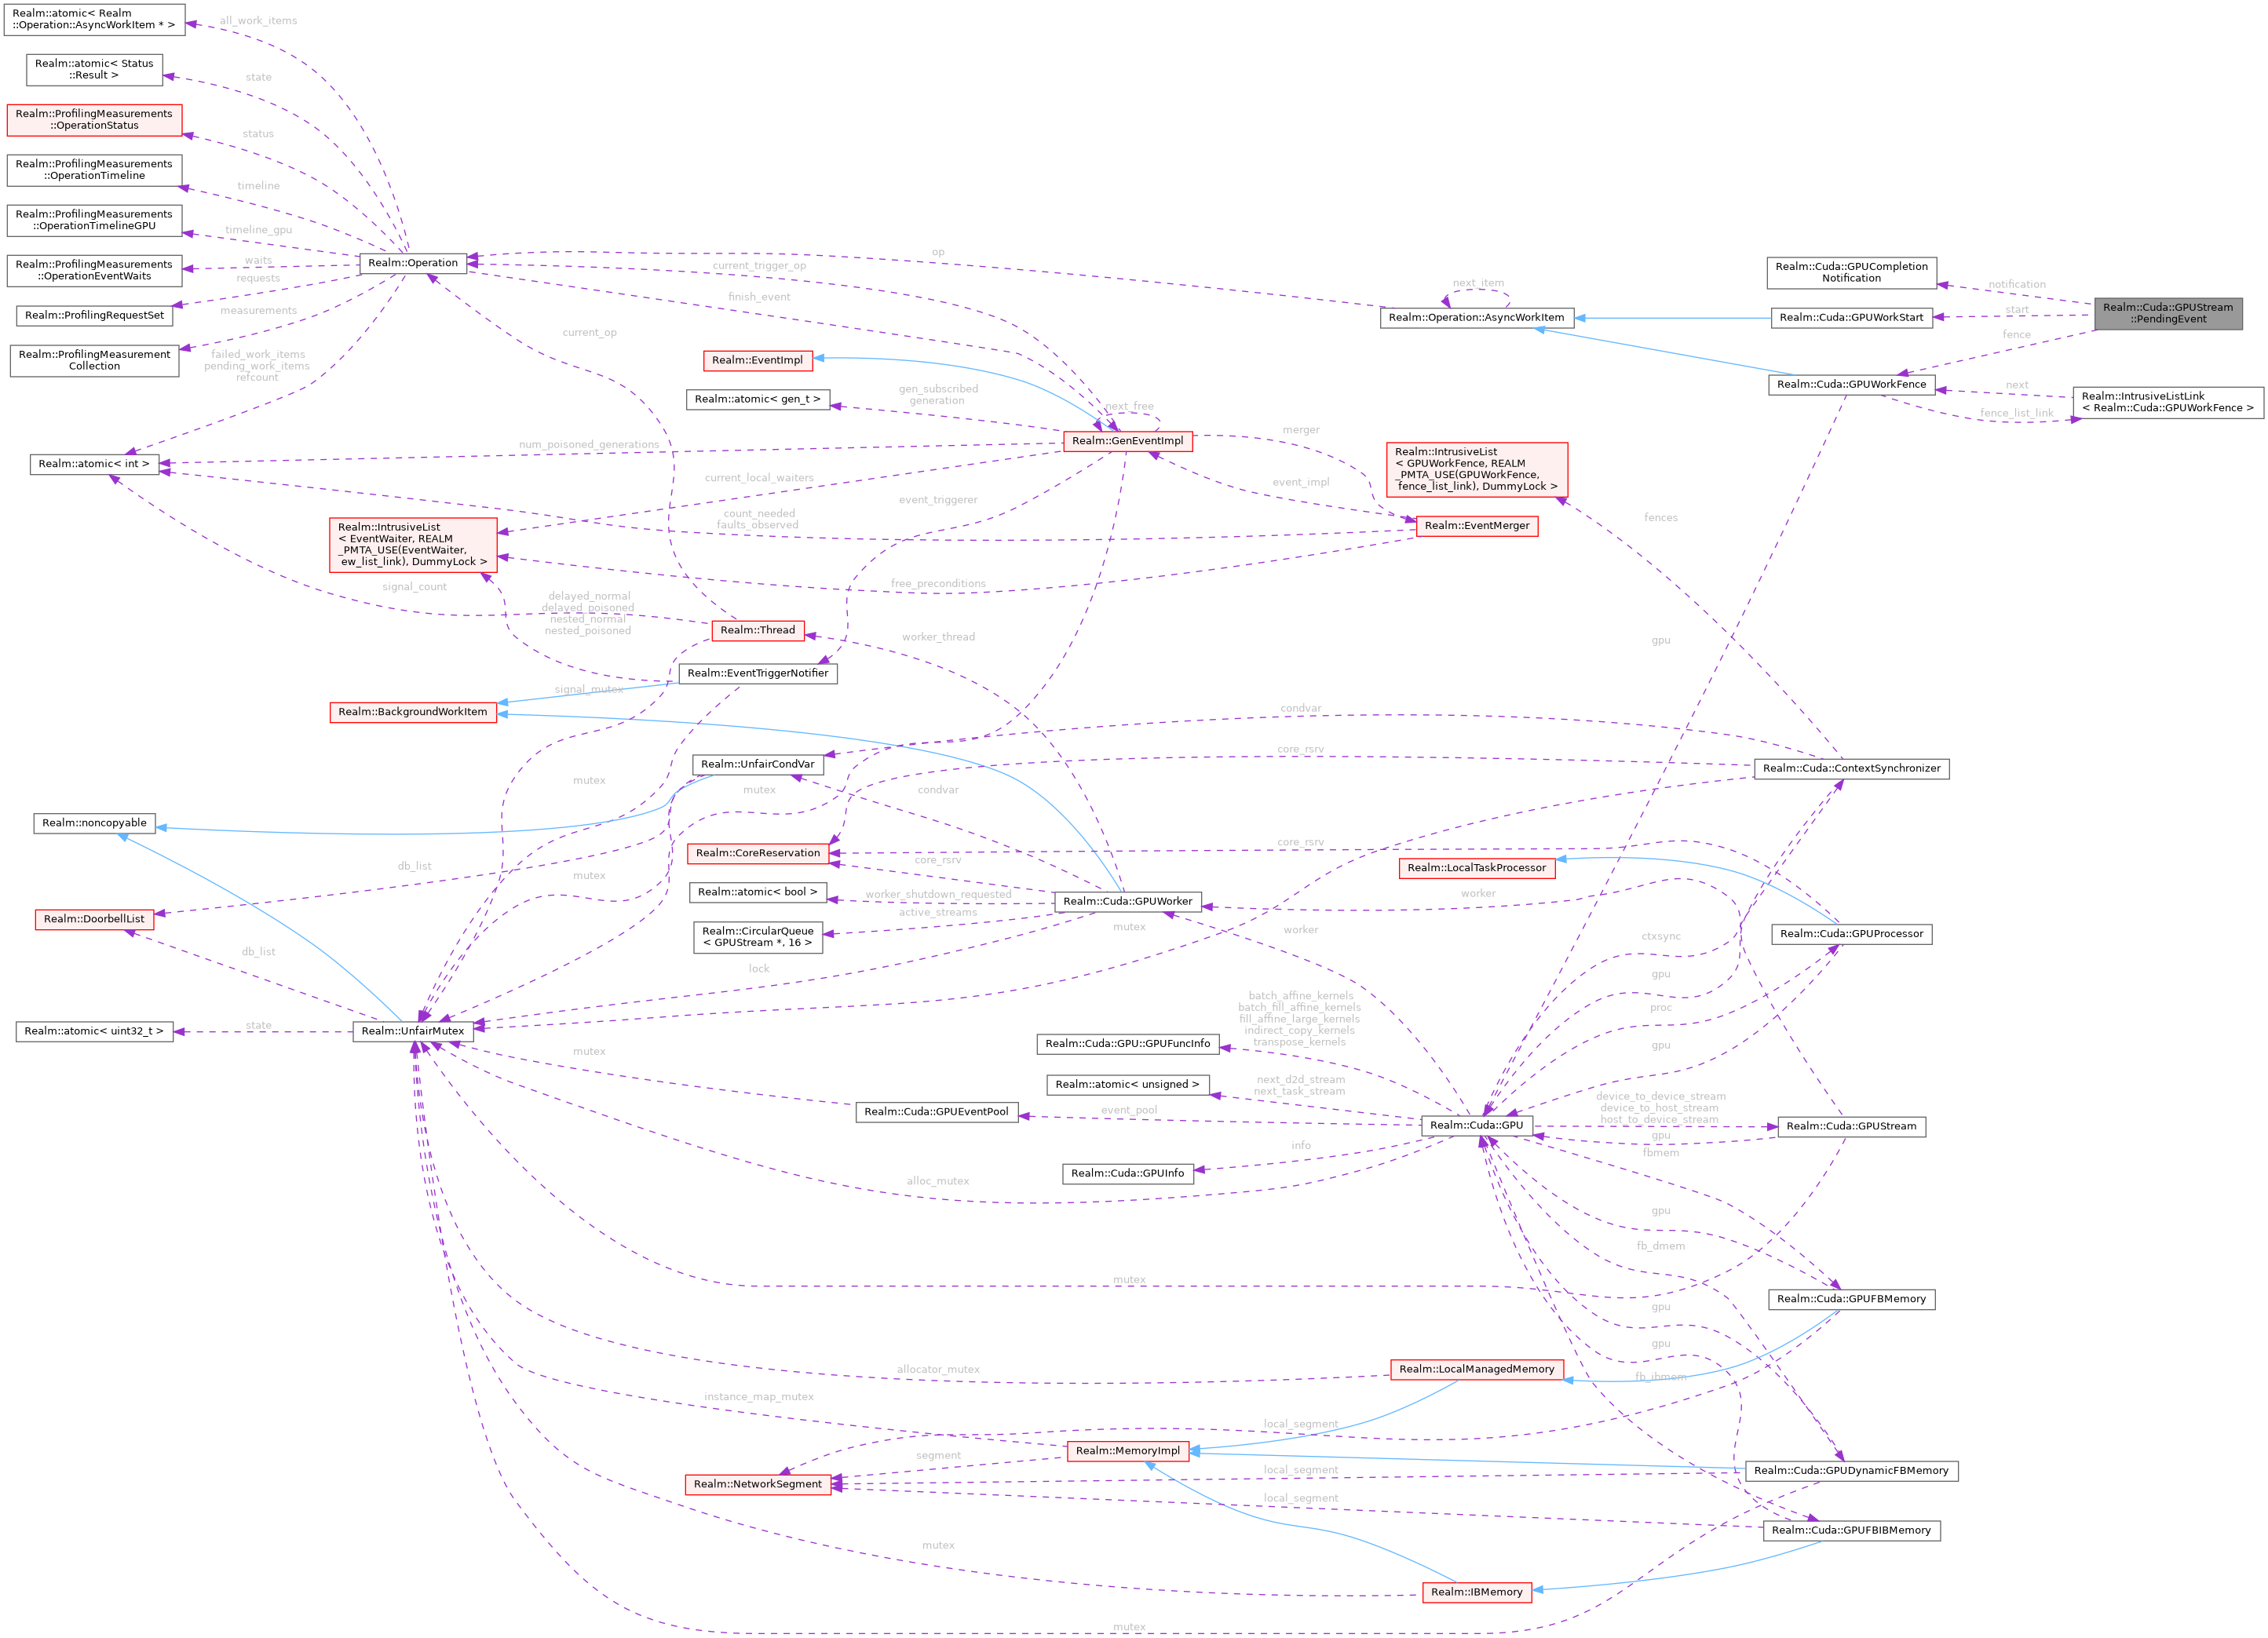 Realm::atomic< Realm
::Operation::AsyncWorkItem * >
all_work_items
Realm::atomic< Status
::Result >
state
Realm::ProfilingMeasurements
::OperationStatus
status
Realm::ProfilingMeasurements
::OperationTimeline
timeline
Realm::ProfilingMeasurements
::OperationTimelineGPU
timeline_gpu
Realm::ProfilingMeasurements
::OperationEventWaits
waits
Realm::ProfilingRequestSet
requests
Realm::ProfilingMeasurement
Collection
measurements
Realm::Operation
failed_work_items
pending_work_items
refcount
Realm::atomic< int >
current_op
op
current_trigger_op
finish_event
Realm::EventImpl
Realm::atomic< gen_t >
gen_subscribed
generation
next_free
Realm::GenEventImpl
num_poisoned_generations
current_local_waiters
event_triggerer
count_needed
faults_observed
merger
event_impl
next_item
Realm::Operation::AsyncWorkItem
Realm::Cuda::GPUCompletion
Notification
notification
Realm::Cuda::GPUWorkStart
start
Realm::Cuda::GPUStream
::PendingEvent
fence
Realm::Cuda::GPUWorkFence
next
fence_list_link
Realm::IntrusiveListLink
< Realm::Cuda::GPUWorkFence >
Realm::IntrusiveList
< GPUWorkFence, REALM
_PMTA_USE(GPUWorkFence,
fence_list_link), DummyLock >
fences
Realm::EventMerger
Realm::IntrusiveList
< EventWaiter, REALM
_PMTA_USE(EventWaiter,
ew_list_link), DummyLock >
free_preconditions
signal_count
delayed_normal
delayed_poisoned
nested_normal
nested_poisoned
Realm::Thread
worker_thread
gpu
Realm::EventTriggerNotifier
signal_mutex
Realm::BackgroundWorkItem
condvar
core_rsrv
Realm::UnfairCondVar
Realm::Cuda::ContextSynchronizer
mutex
mutex
condvar
Realm::noncopyable
Realm::CoreReservation
core_rsrv
core_rsrv
Realm::LocalTaskProcessor
db_list
mutex
Realm::atomic< bool >
worker_shutdown_requested
Realm::Cuda::GPUWorker
worker
Realm::DoorbellList
active_streams
Realm::CircularQueue
< GPUStream *, 16 >
mutex
worker
ctxsync
Realm::Cuda::GPUProcessor
db_list
lock
gpu
Realm::atomic< uint32_t >
state
Realm::UnfairMutex
batch_affine_kernels
batch_fill_affine_kernels
fill_affine_large_kernels
indirect_copy_kernels
transpose_kernels
proc
Realm::Cuda::GPU::GPUFuncInfo
mutex
gpu
Realm::atomic< unsigned >
next_d2d_stream
next_task_stream
Realm::Cuda::GPUEventPool
event_pool
Realm::Cuda::GPU
device_to_device_stream
device_to_host_stream
host_to_device_stream
Realm::Cuda::GPUStream
gpu
info
fbmem
Realm::Cuda::GPUInfo
alloc_mutex
gpu
fb_dmem
mutex
Realm::Cuda::GPUFBMemory
gpu
gpu
allocator_mutex
Realm::LocalManagedMemory
fb_ibmem
instance_map_mutex
local_segment
Realm::MemoryImpl
segment
local_segment
Realm::Cuda::GPUDynamicFBMemory
Realm::NetworkSegment
local_segment
Realm::Cuda::GPUFBIBMemory
mutex
Realm::IBMemory
mutex